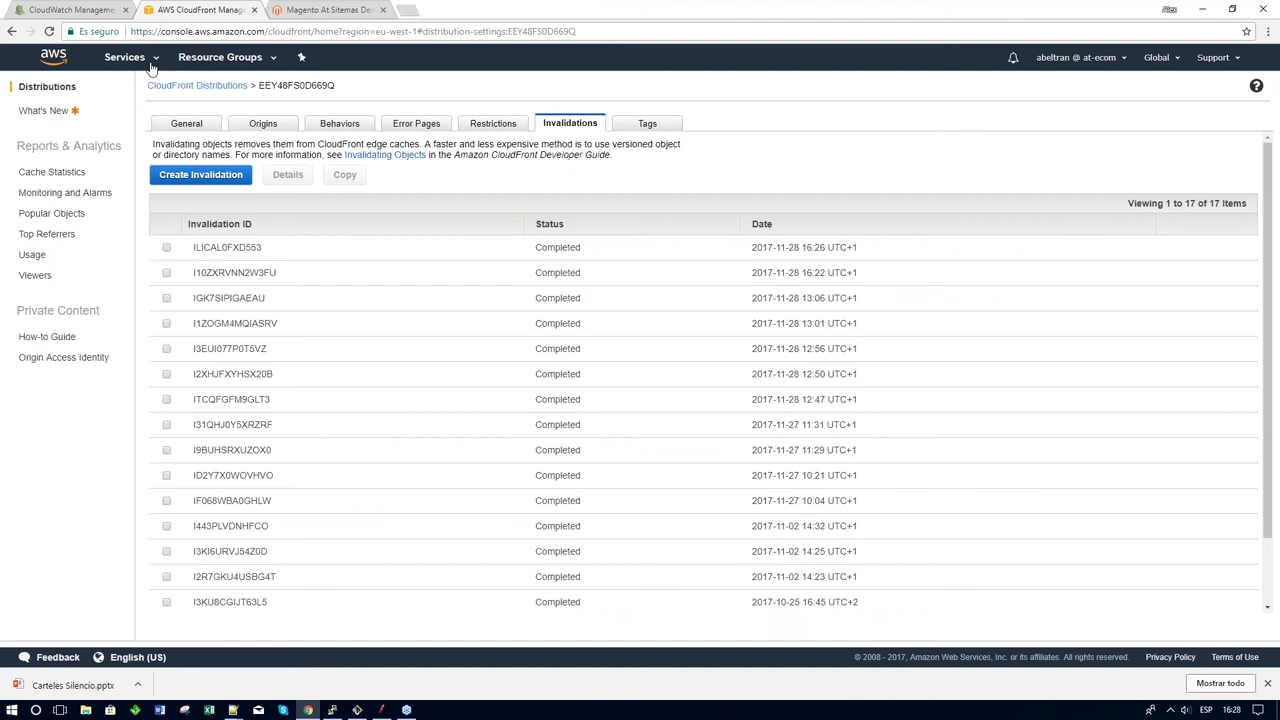 CloudWatch Managemen
AWS CloudFront Manag
Magento At Sitemas Des
Alex
Es seguro
https://console.aws.amazon.com/cloudfront/home?region=eu-west-1#distribution-settings:EEY48FS0D669Q
aws
Services
Resource Groups
abeltran @ at-ecom
Global
Support
Distributions
What's New
Reports & Analytics
Cache Statistics
Monitoring and Alarms
Popular Objects
Top Referrers
Usage
Viewers
Private Content
How-to Guide
Origin Access Identity
CloudFront Distributions > EEY48FS0D669Q
General
Origins
Behaviors
Error Pages
Restrictions
Invalidations
Tags
Invalidating objects removes them from CloudFront edge caches. A faster and less expensive method is to use versioned object
or directory names. For more information, see Invalidating Objects in the Amazon CloudFront Developer Guide.
Create Invalidation
Details
Copy
Viewing 1 to 17 of 17 Items
Invalidation ID Status Date
ILICAL0FXD553 Completed 2017-11-28 16:26 UTC+1
I10ZXRVNN2W3FU Completed 2017-11-28 16:22 UTC+1
IGK7SIPIGAEAU Completed 2017-11-28 13:06 UTC+1
I1ZOGM4MQIASRV Completed 2017-11-28 13:01 UTC+1
I3EUI077P0T5VZ Completed 2017-11-28 12:56 UTC+1
I2XHJFXYHSX20B Completed 2017-11-28 12:50 UTC+1
ITCQFGFM9GLT3 Completed 2017-11-28 12:47 UTC+1
I31QHJ0Y5XRZRF Completed 2017-11-27 11:31 UTC+1
I9BUHSRXUZOX0 Completed 2017-11-27 11:29 UTC+1
ID2Y7X0WOVHVO Completed 2017-11-27 10:21 UTC+1
IF068WBA0GHLW Completed 2017-11-27 10:04 UTC+1
I443PLVDNHFCO Completed 2017-11-02 14:32 UTC+1
I3KI6URVJ54Z0D Completed 2017-11-02 14:25 UTC+1
I2R7GKU4USBG4T Completed 2017-11-02 14:23 UTC+1
I3KU8CGIJT63L5 Completed 2017-10-25 16:45 UTC+2
Feedback
English (US)
© 2008 - 2017, Amazon Web Services, Inc. or its affiliates. All rights reserved.
Privacy Policy
Terms of Use
Carteles Silencio.pptx
Mostrar todo
ESP
16:28